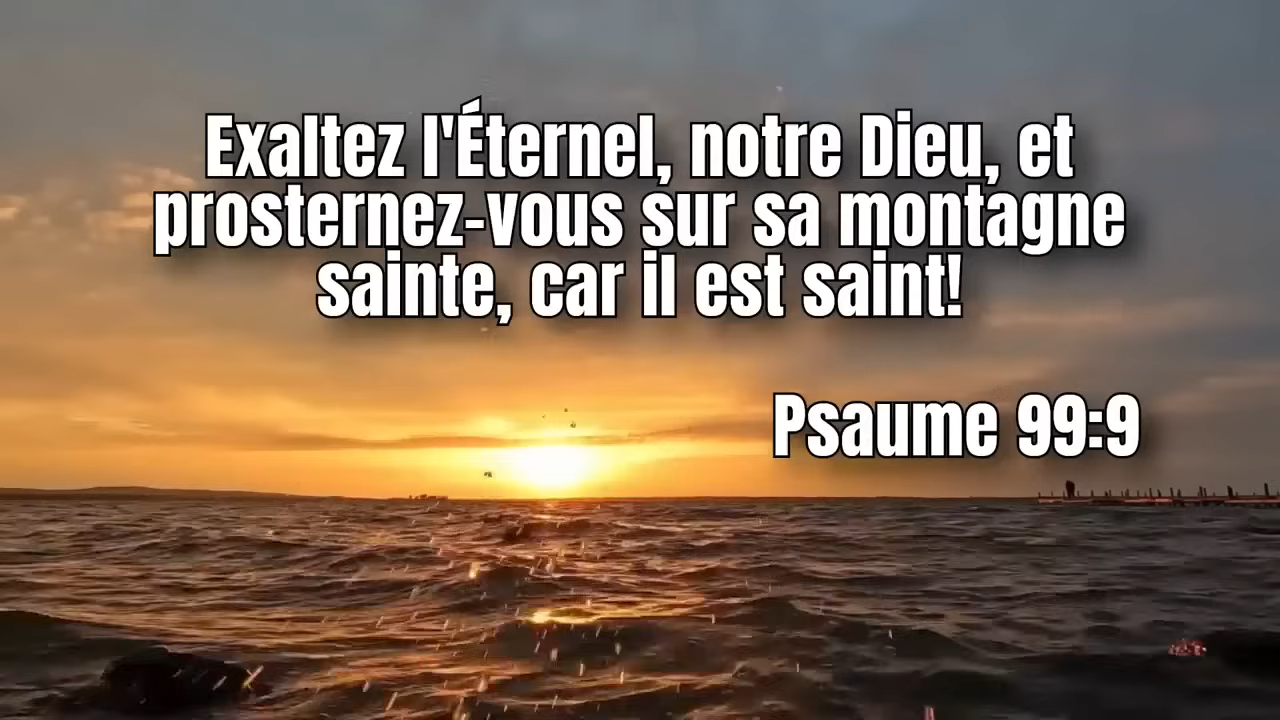 Exaltez l'Éternel, notre Dieu, et
prosternez-vous sur sa montagne
sainte, car il est saint!
Psaume 99:9